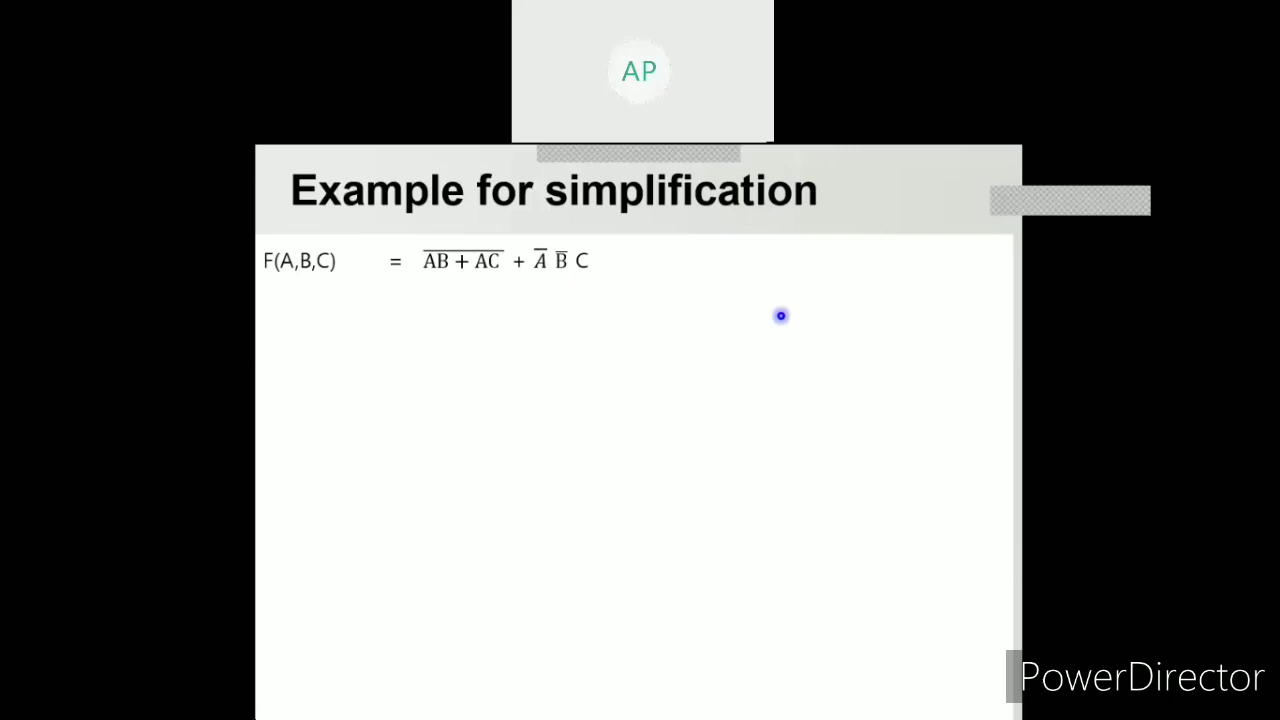 AP
Example for simplification
F(A,B,C) = A̅B̅ ̅+̅ ̅A̅C̅ + A̅ B̅ C
PowerDirector